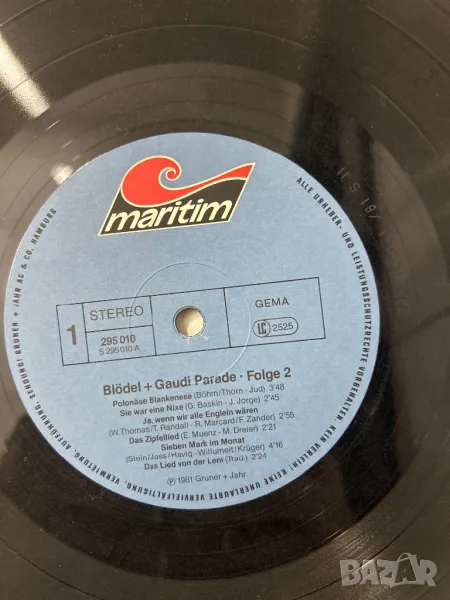 maritim
1
STEREO
295 010
S 295 010 A
GEMA
LC 2525
Blödel + Gaudi Parade · Folge 2
Polonäse Blankenese (Böhm/Thorn - Jud) 3'48
Sie war eine Nixe (G. Baskin - J. Jorge) 2'45
Ja, wenn wir alle Englein wären
(W.Thomas/T. Randall - R. Marcard/F. Zander) 2'55
Das Zipfellied (E. Muenz - M. Dreier) 2'51
Sieben Mark im Monat
(Stein/Jass/Havig - Willumeit/Krüger) 4'16
Das Lied von der Loni (Trad.) 2'24
℗ 1981 Gruner + Jahr
ALLE URHEBER- UND LEISTUNGSSCHUTZRECHTE VORBEHALTEN. KEIN VERLEIH! KEINE UNERLAUBTE VERVIELFÄLTIGUNG, VERMIETUNG, AUFFÜHRUNG, SENDUNG! GRUNER + JAHR AG & CO, HAMBURG
BAZAR